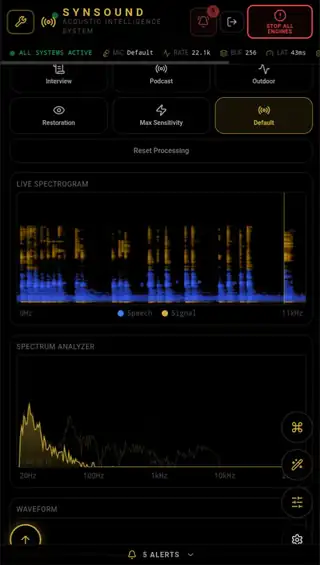 SYNSOUND
ACOUSTIC INTELLIGENCE
SYSTEM
5
STOP ALL
ENGINES
ALL SYSTEMS ACTIVE
MIC Default
RATE 22.1k
BUF 256
LAT 43ms
Interview
Podcast
Outdoor
Restoration
Max Sensitivity
Default
Reset Processing
LIVE SPECTROGRAM
0Hz
Speech
Signal
11kHz
SPECTRUM ANALYZER
20Hz
100Hz
1kHz
10kHz
WAVEFORM
5 ALERTS